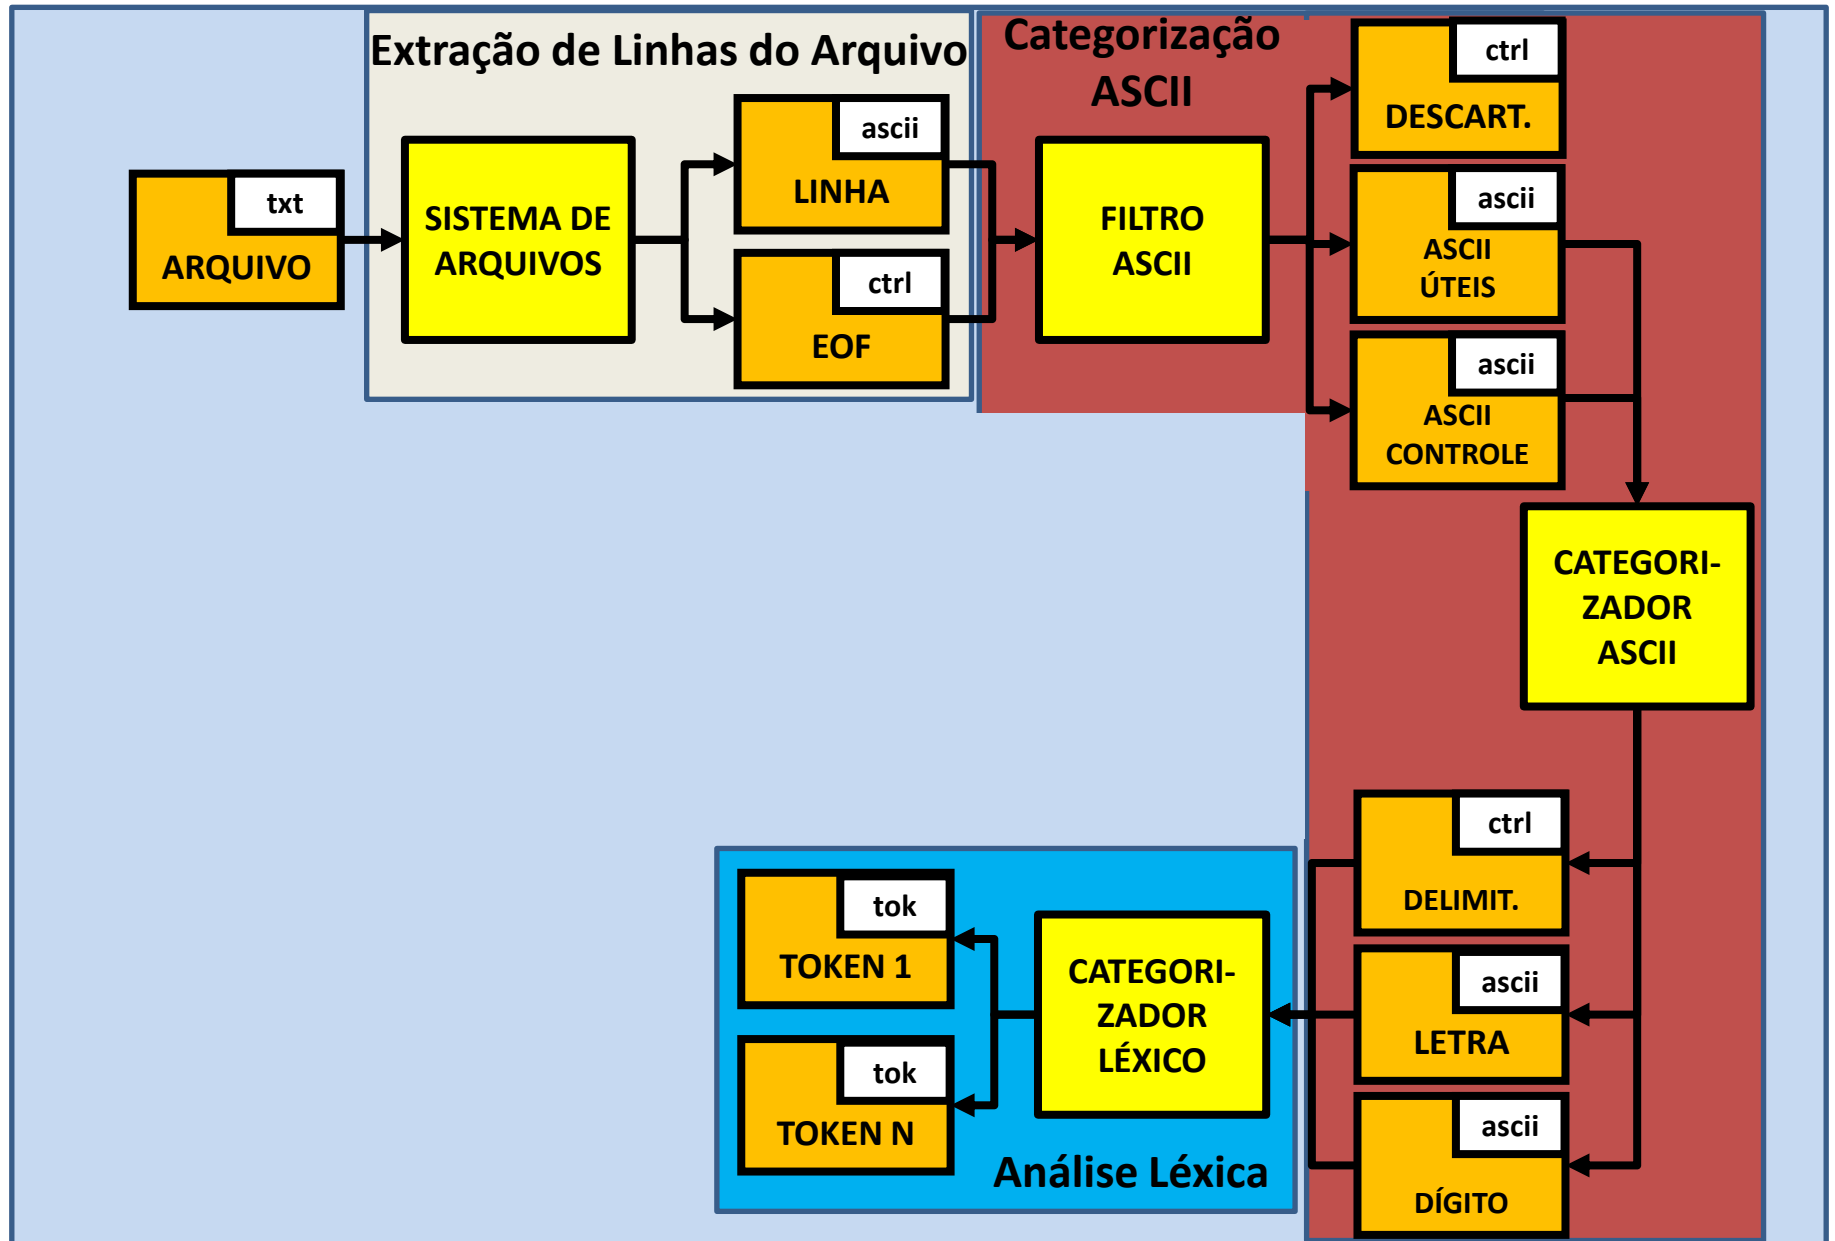 Extração de Linhas do Arquivo
Categorização
ASCII
txt
ARQUIVO
SISTEMA DE
ARQUIVOS
ascii
LINHA
ctrl
EOF
FILTRO
ASCII
ctrl
DESCART.
ascii
ASCII
ÚTEIS
ascii
ASCII
CONTROLE
CATEGORI-
ZADOR
ASCII
ctrl
DELIMIT.
ascii
LETRA
ascii
DÍGITO
CATEGORI-
ZADOR
LÉXICO
tok
TOKEN 1
tok
TOKEN N
Análise Léxica